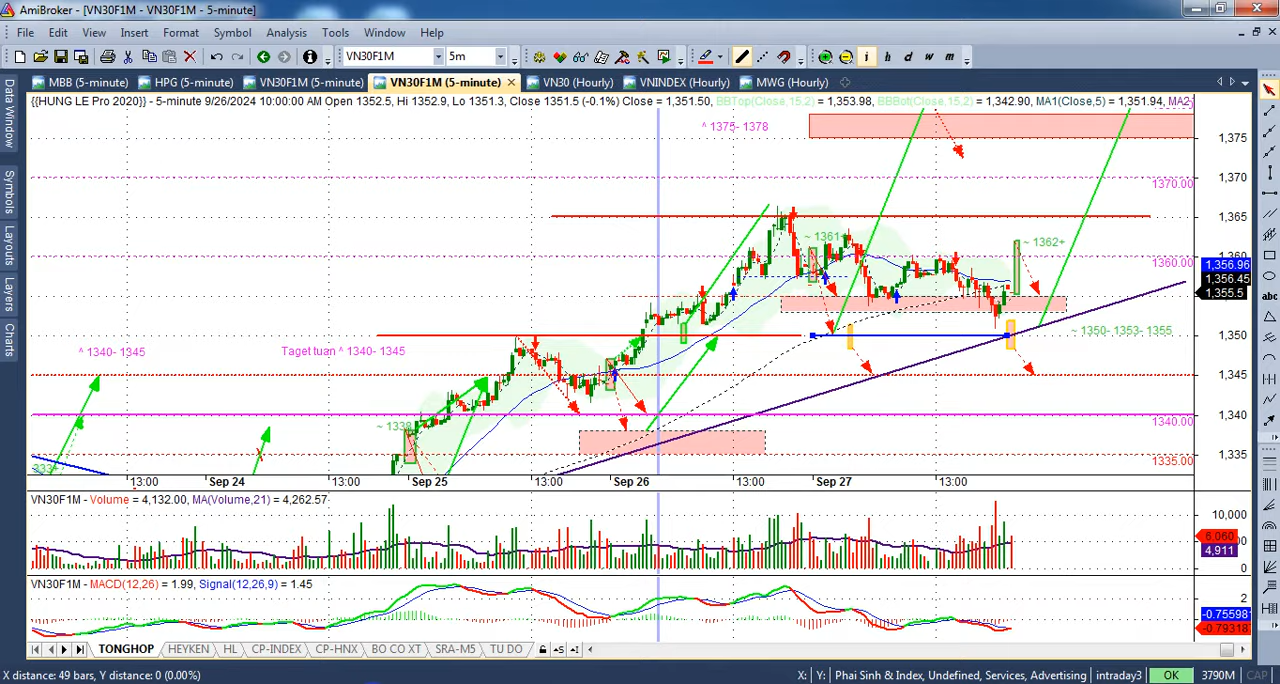 AmiBroker - [VN30F1M - VN30F1M - 5-minute]
File Edit View Insert Format Symbol Analysis Tools Window Help
VN30F1M 5m i h d w m
MBB (5-minute) HPG (5-minute) VN30F1M (5-minute) VN30F1M (5-minute) VN30 (Hourly) VNINDEX (Hourly) MWG (Hourly)
{{HUNG LE Pro 2020}} - 5-minute 9/26/2024 10:00:00 AM Open 1352.5, Hi 1352.9, Lo 1351.3, Close 1351.5 (-0.1%) Close = 1,351.50, BBTop(Close,15,2) = 1,353.98, BBBot(Close,15,2) = 1,342.90, MA1(Close,5) = 1,351.94, MA2
Data Window
Symbols
Layouts
Layers
Charts
^ 1375- 1378
1,375
1,370
1370.00
1,365
~ 1361+
~ 1362+
1360.00
1,356.96
1,356.45
1,355.5
~ 1350- 1353- 1355
1,350
^ 1340- 1345
Taget tuan ^ 1340- 1345
1,345
1,340
1340.00
1,335
1335.00
13:00 Sep 24 13:00 Sep 25 13:00 Sep 26 13:00 Sep 27 13:00
VN30F1M - Volume = 4,132.00, MA(Volume,21) = 4,262.57
10,000
6,060
4,911
0
VN30F1M - MACD(12,26) = 1.99, Signal(12,26,9) = 1.45
2
-0.75598
-0.79318
TONGHOP HEYKEN HL CP-INDEX CP-HNX BO CO XT SRA-M5 TU DO
X distance: 49 bars, Y distance: 0 (0.00%) X: Y: Phai Sinh & Index, Undefined, Services, Advertising intraday3 OK 3790M CAP